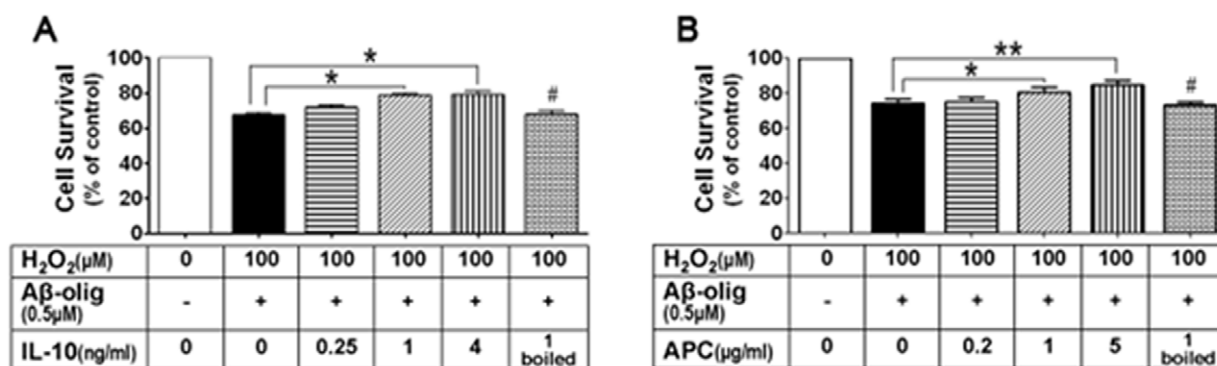 A
B
Cell Survival
(% of control)
100
80
60
40
20
0
*
*
#
H₂O₂(µM) 0 100 100 100 100 100
Aβ-olig
(0.5µM) - + + + + +
IL-10(ng/ml) 0 0 0.25 1 4 1
boiled
Cell Survival
(% of control)
100
80
60
40
20
0
**
*
#
H₂O₂(µM) 0 100 100 100 100 100
Aβ-olig
(0.5µM) - + + + + +
APC(µg/ml) 0 0 0.2 1 5 1
boiled